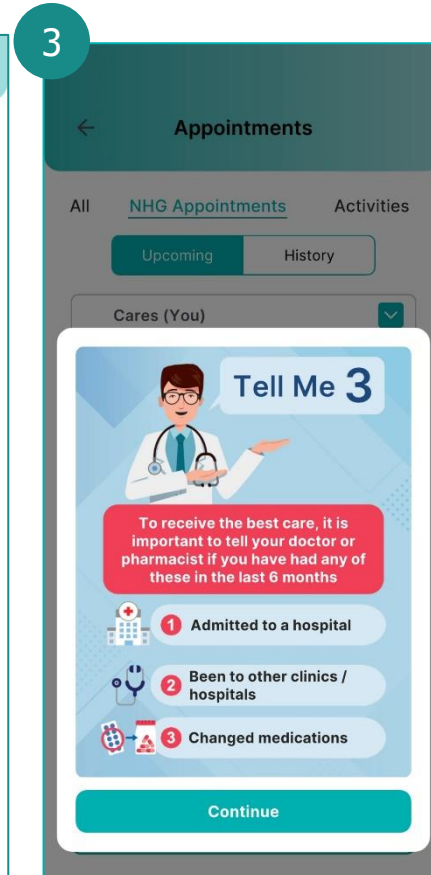 3
Appointments
All NHG Appointments Activities
Upcoming History
Cares (You)
Tell Me 3
To receive the best care, it is
important to tell your doctor or
pharmacist if you have had any of
these in the last 6 months
1 Admitted to a hospital
2 Been to other clinics /
hospitals
3 Changed medications
Continue